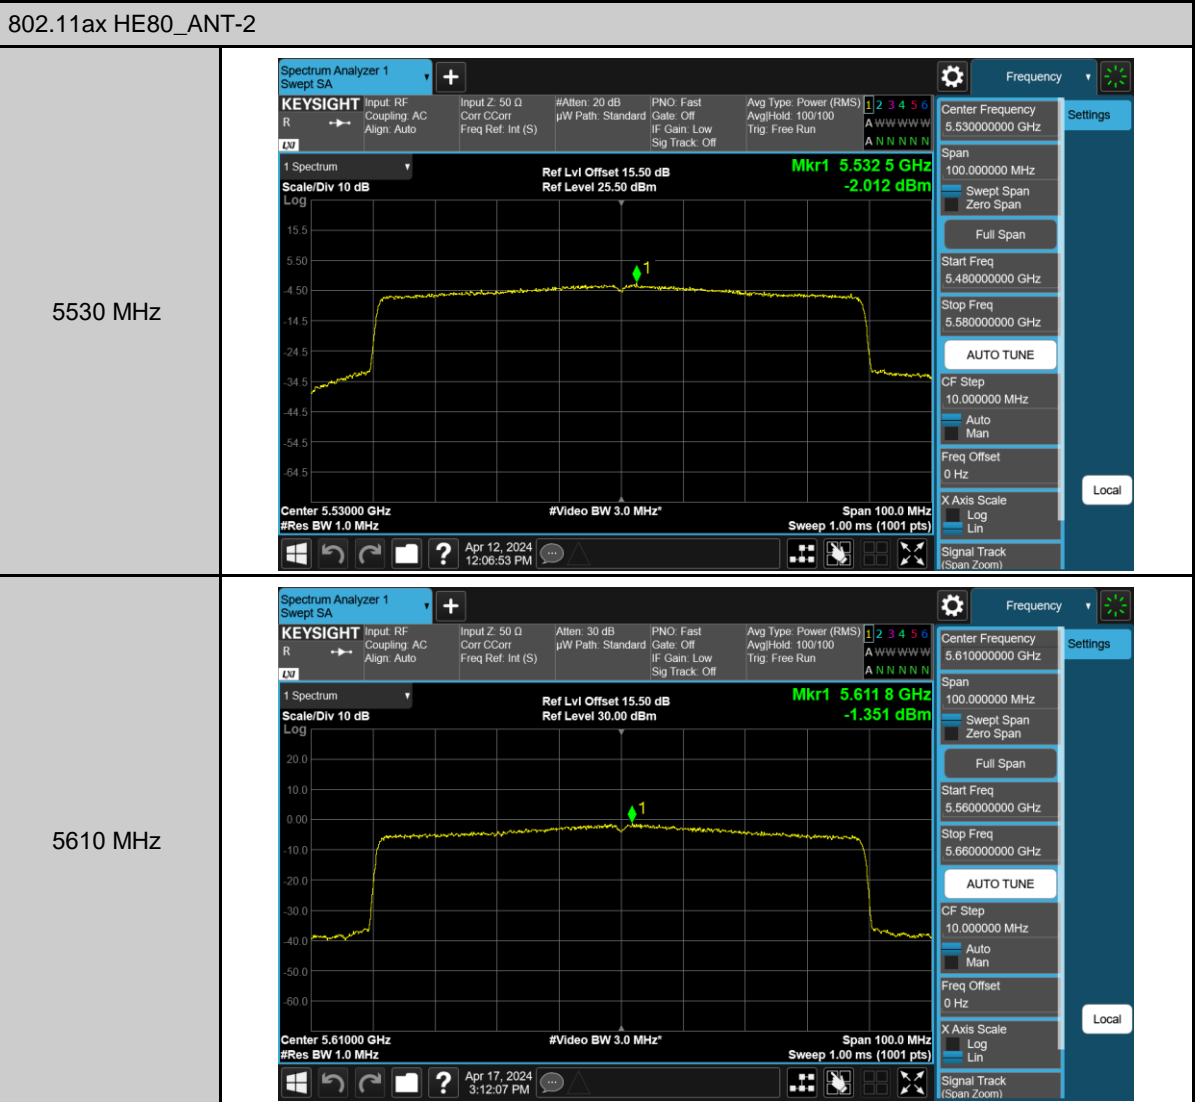 802.11ax HE80_ANT-2
5530 MHz
Spectrum Analyzer 1
Swept SA
Frequency
KEYSIGHT
R
LXI
Input: RF
Coupling: AC
Align: Auto
Input Z: 50 Ω
Corr CCorr
Freq Ref: Int (S)
#Atten: 20 dB
µW Path: Standard
PNO: Fast
Gate: Off
IF Gain: Low
Sig Track: Off
Avg Type: Power (RMS)
Avg|Hold: 100/100
Trig: Free Run
1 2 3 4 5 6
A W W W W W
A N N N N N
1 Spectrum
Scale/Div 10 dB
Log
Ref Lvl Offset 15.50 dB
Ref Level 25.50 dBm
Mkr1 5.532 5 GHz
-2.012 dBm
15.5
5.50
-4.50
-14.5
-24.5
-34.5
-44.5
-54.5
-64.5
1
Center 5.53000 GHz
#Res BW 1.0 MHz
#Video BW 3.0 MHz*
Span 100.0 MHz
Sweep 1.00 ms (1001 pts)
Apr 12, 2024
12:06:53 PM
Center Frequency
5.530000000 GHz
Settings
Span
100.000000 MHz
Swept Span
Zero Span
Full Span
Start Freq
5.480000000 GHz
Stop Freq
5.580000000 GHz
AUTO TUNE
CF Step
10.000000 MHz
Auto
Man
Freq Offset
0 Hz
X Axis Scale
Log
Lin
Local
Signal Track
(Span Zoom)
5610 MHz
Spectrum Analyzer 1
Swept SA
Frequency
KEYSIGHT
R
LXI
Input: RF
Coupling: AC
Align: Auto
Input Z: 50 Ω
Corr CCorr
Freq Ref: Int (S)
Atten: 30 dB
µW Path: Standard
PNO: Fast
Gate: Off
IF Gain: Low
Sig Track: Off
Avg Type: Power (RMS)
Avg|Hold: 100/100
Trig: Free Run
1 2 3 4 5 6
A W W W W W
A N N N N N
1 Spectrum
Scale/Div 10 dB
Log
Ref Lvl Offset 15.50 dB
Ref Level 30.00 dBm
Mkr1 5.611 8 GHz
-1.351 dBm
20.0
10.0
0.00
-10.0
-20.0
-30.0
-40.0
-50.0
-60.0
1
Center 5.61000 GHz
#Res BW 1.0 MHz
#Video BW 3.0 MHz*
Span 100.0 MHz
Sweep 1.00 ms (1001 pts)
Apr 17, 2024
3:12:07 PM
Center Frequency
5.610000000 GHz
Settings
Span
100.000000 MHz
Swept Span
Zero Span
Full Span
Start Freq
5.560000000 GHz
Stop Freq
5.660000000 GHz
AUTO TUNE
CF Step
10.000000 MHz
Auto
Man
Freq Offset
0 Hz
X Axis Scale
Log
Lin
Local
Signal Track
(Span Zoom)